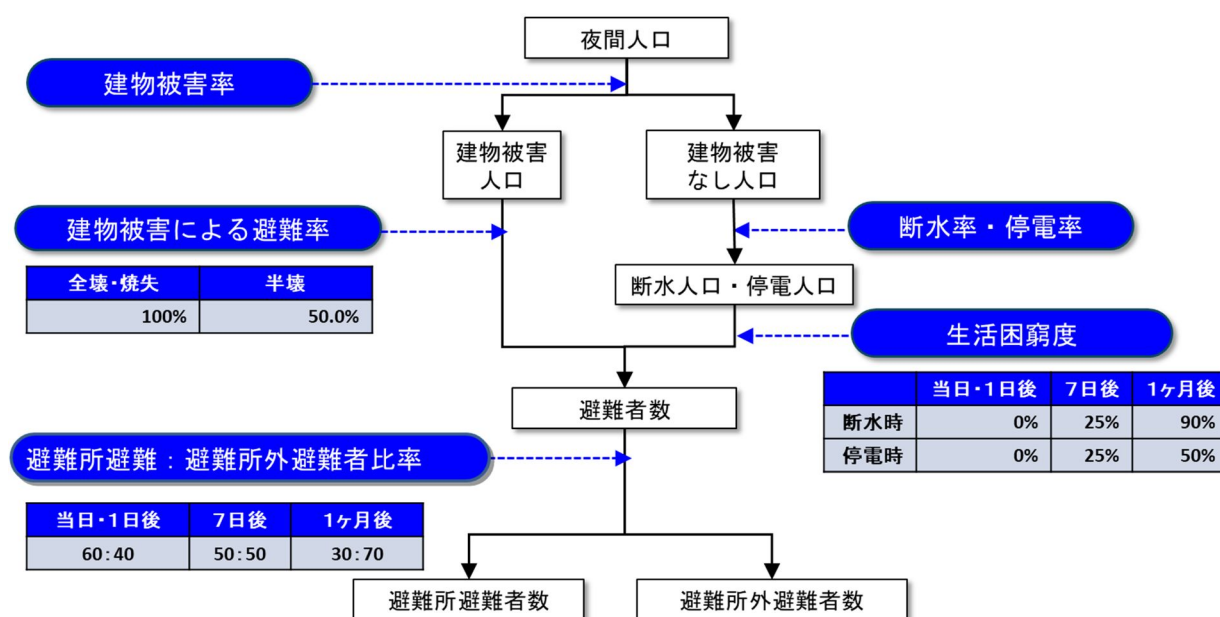 夜間人口
建物被害率
建物被害
人口
建物被害
なし人口
建物被害による避難率
断水率・停電率
全壊・焼失 半壊
100% 50.0%
断水人口・停電人口
生活困窮度
当日・1日後 7日後 1ヶ月後
断水時 0% 25% 90%
停電時 0% 25% 50%
避難者数
避難所避難：避難所外避難者比率
当日・1日後 7日後 1ヶ月後
60:40 50:50 30:70
避難所避難者数
避難所外避難者数